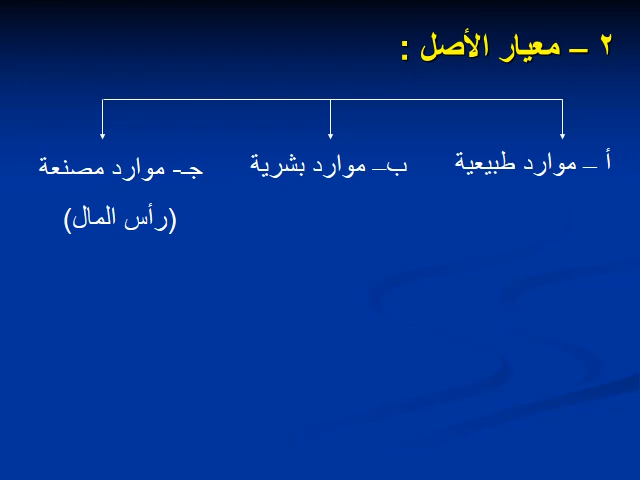 ٢ – معيار الأصل :
أ – موارد طبيعية
ب– موارد بشرية
جـ- موارد مصنعة
(رأس المال)